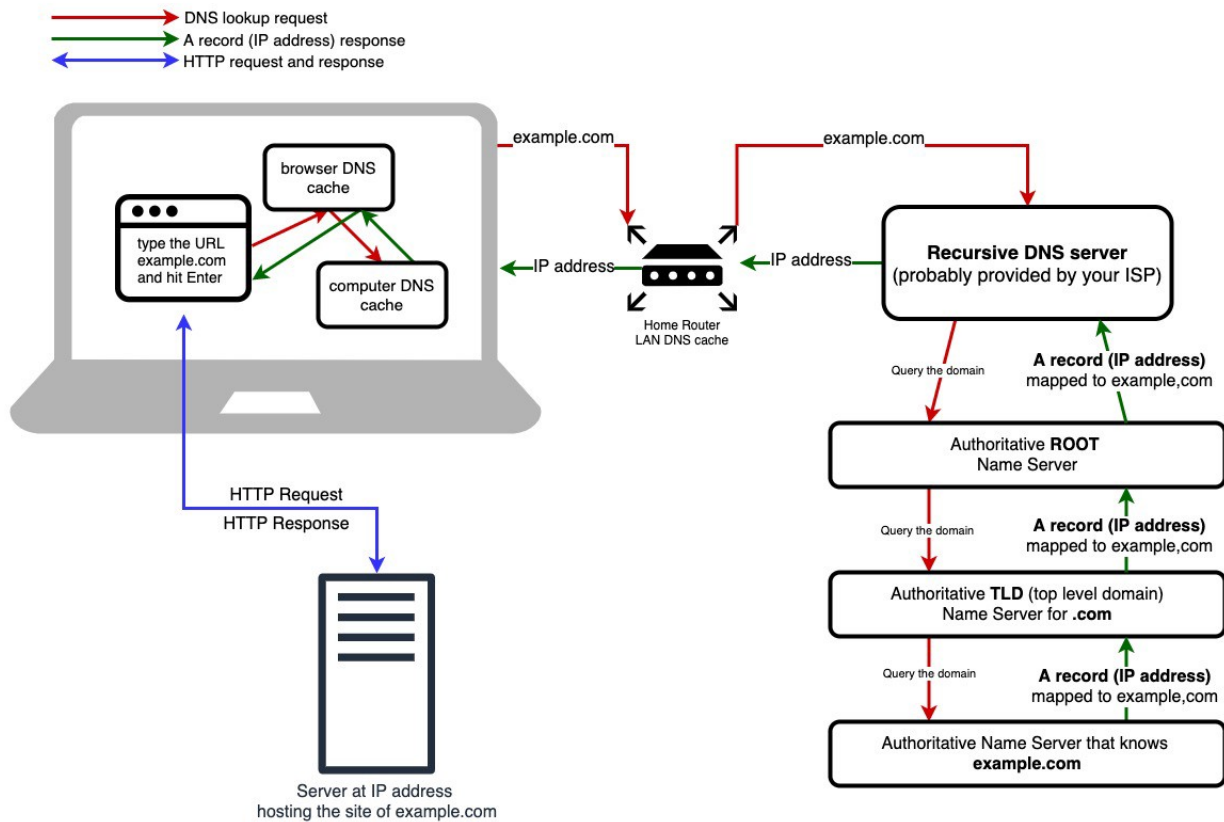 DNS lookup request
A record (IP address) response
HTTP request and response
example.com
example.com
browser DNS
cache
type the URL
example.com
and hit Enter
computer DNS
cache
IP address
IP address
Home Router
LAN DNS cache
Recursive DNS server
(probably provided by your ISP)
Query the domain
A record (IP address)
mapped to example,com
Authoritative ROOT
Name Server
Query the domain
A record (IP address)
mapped to example,com
Authoritative TLD (top level domain)
Name Server for .com
Query the domain
A record (IP address)
mapped to example,com
Authoritative Name Server that knows
example.com
HTTP Request
HTTP Response
Server at IP address
hosting the site of example.com